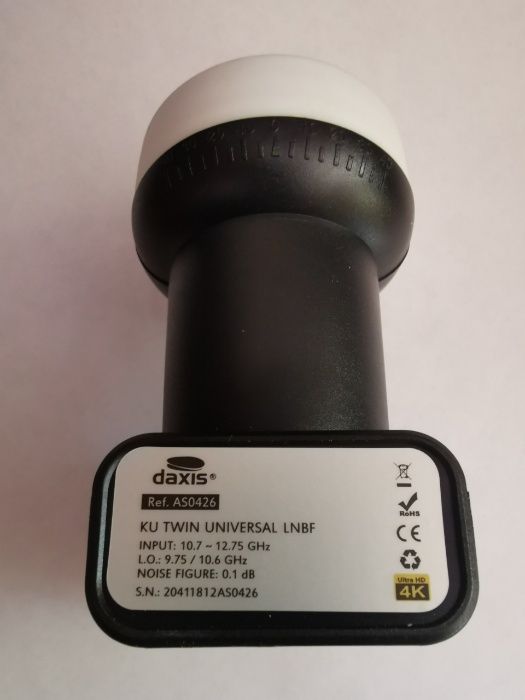 daxis®
Ref. AS0426
KU TWIN UNIVERSAL LNBF
INPUT: 10.7 ~ 12.75 GHz
L.O.: 9.75 / 10.6 GHz
NOISE FIGURE: 0.1 dB
S.N.: 20411812AS0426
RoHS
CE
Ultra HD
4K